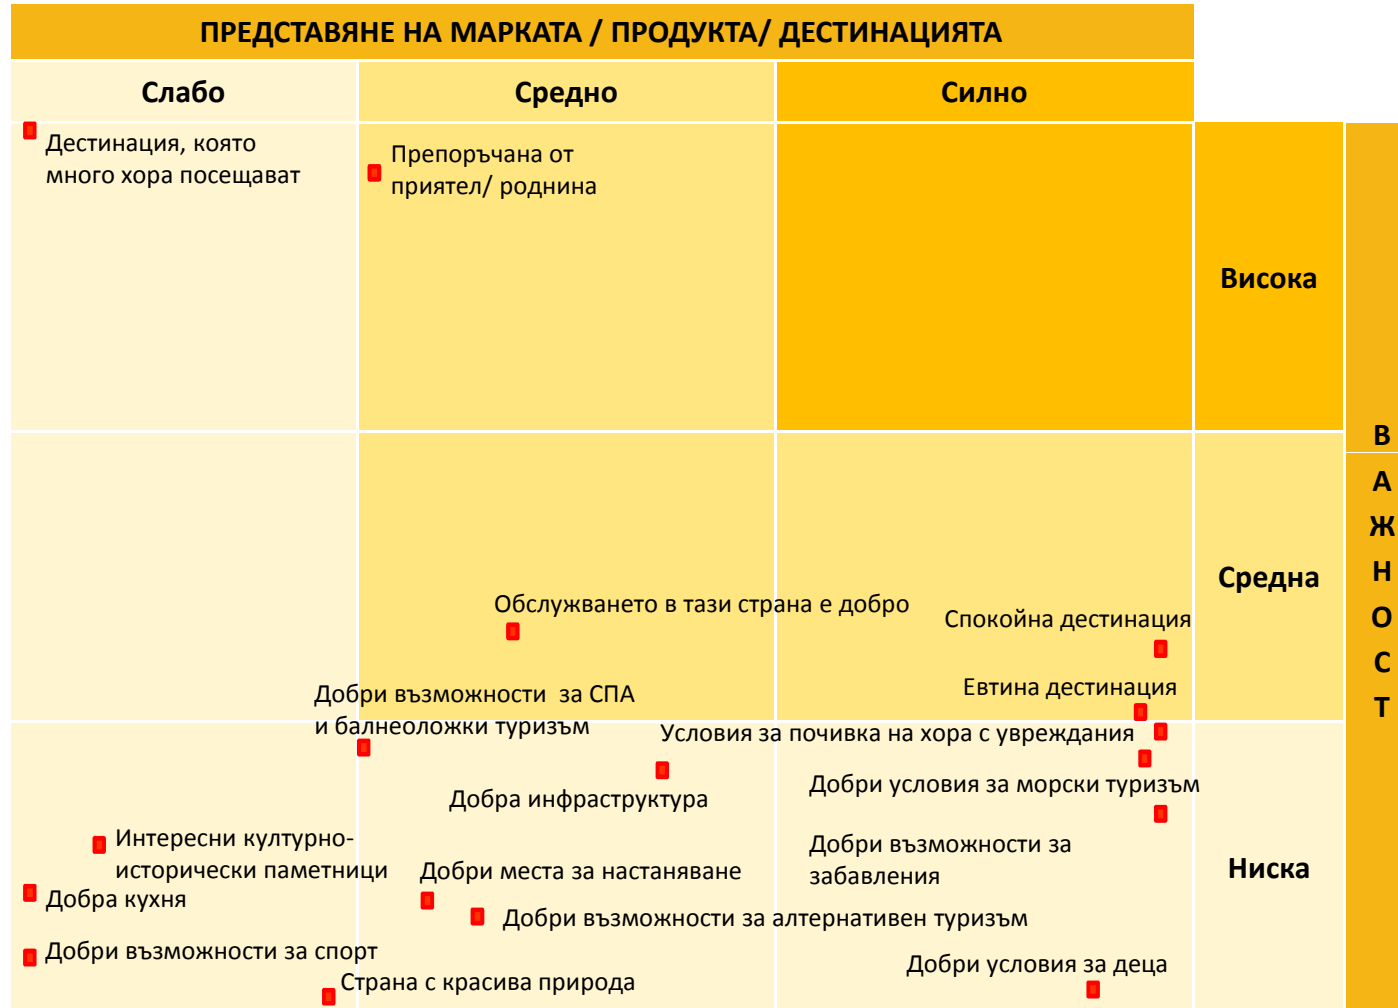 ПРЕДСТАВЯНЕ НА МАРКАТА / ПРОДУКТА/ ДЕСТИНАЦИЯТА
Слабо
Средно
Силно
Дестинация, която
много хора посещават
Препоръчана от
приятел/ роднина
Висока
В
А
Ж
Н
О
С
Т
Средна
Обслужването в тази страна е добро
Спокойна дестинация
Евтина дестинация
Добри възможности за СПА
и балнеоложки туризъм
Условия за почивка на хора с увреждания
Добра инфраструктура
Добри условия за морски туризъм
Интересни културно-
исторически паметници
Добри възможности за
забавления
Ниска
Добри места за настаняване
Добра кухня
Добри възможности за алтернативен туризъм
Добри възможности за спорт
Добри условия за деца
Страна с красива природа